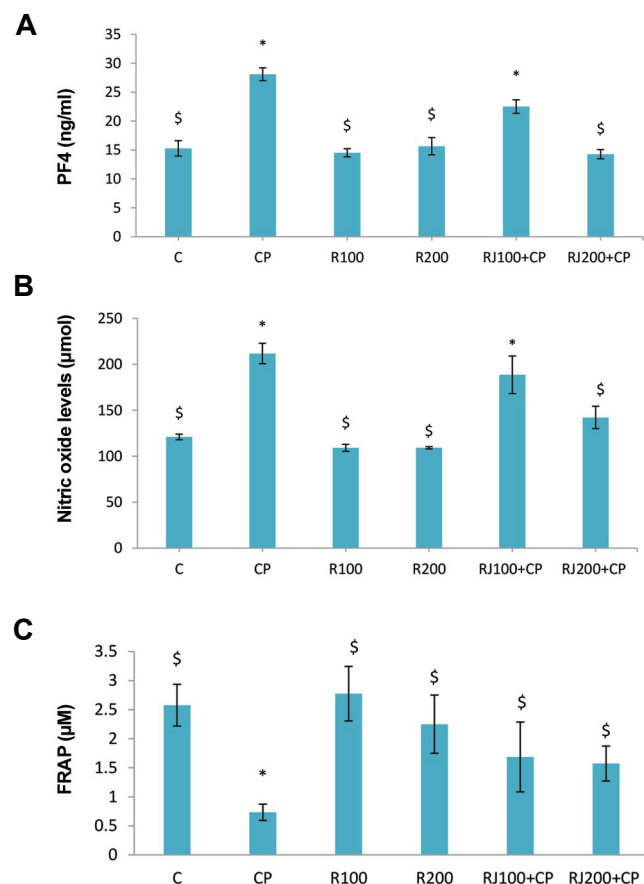 A
PF4 (ng/ml)
35
30
25
20
15
10
5
0
$ * $ $ * $
C CP R100 R200 RJ100+CP RJ200+CP
B
Nitric oxide levels (µmol)
250
200
150
100
50
0
$ * $ $ * $
C CP R100 R200 RJ100+CP RJ200+CP
C
FRAP (µM)
3.5
3
2.5
2
1.5
1
0.5
0
$ * $ $ $ $
C CP R100 R200 RJ100+CP RJ200+CP